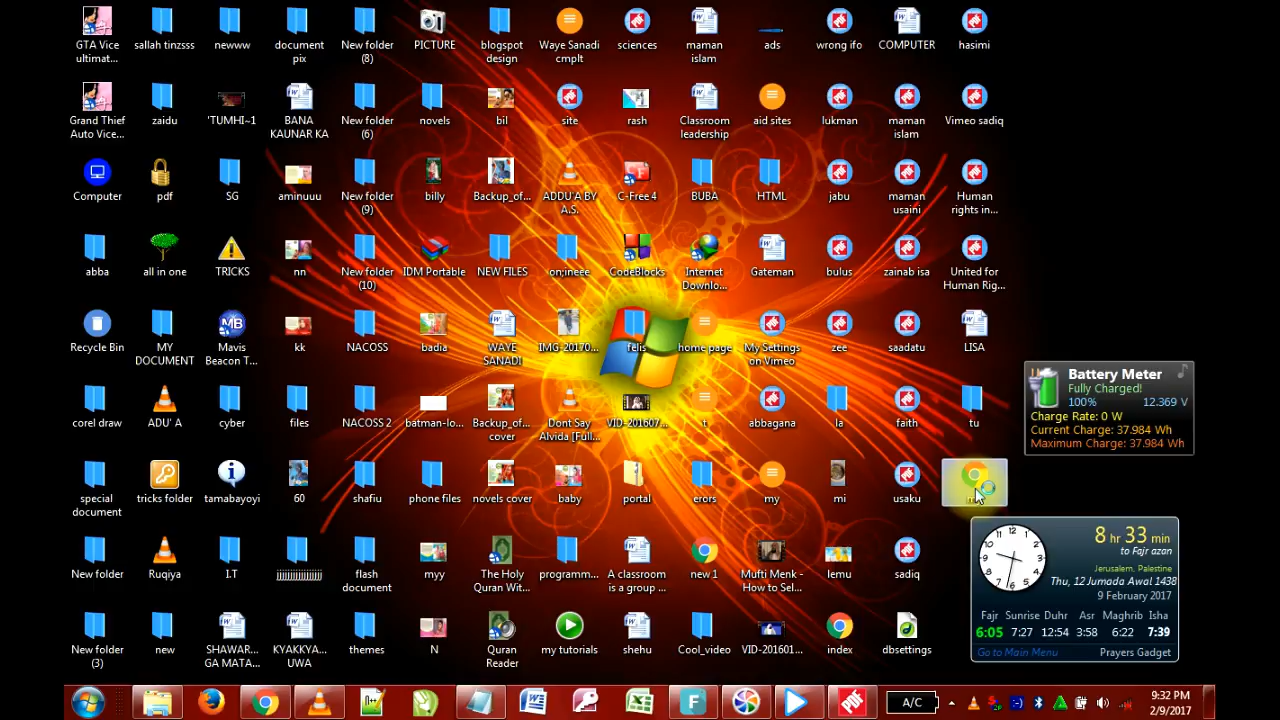 GTA Vice
ultimat...
sallah tinzsss
newww
document
pix
New folder
(8)
PICTURE
blogspot
design
Waye Sanadi
cmplt
sciences
maman
islam
ads
wrong ifo
COMPUTER
hasimi
Grand Thief
Auto Vice...
zaidu
'TUMHI~1
BANA
KAUNAR KA
New folder
(6)
novels
bil
site
rash
Classroom
leadership
aid sites
lukman
maman
islam
Vimeo sadiq
Computer
pdf
SG
aminuuu
New folder
(9)
billy
Backup_of...
ADDU'A BY
A.S.
C-Free 4
BUBA
HTML
jabu
maman
usaini
Human
rights in...
abba
all in one
TRICKS
nn
New folder
(10)
IDM Portable
NEW FILES
on;ineee
CodeBlocks
Internet
Downlo...
Gateman
bulus
zainab isa
United for
Human Rig...
Recycle Bin
MY
DOCUMENT
MB
Mavis
Beacon T...
kk
NACOSS
badia
WAYE
SANADI
IMG-20170...
felis
home page
My Settings
on Vimeo
zee
saadatu
LISA
corel draw
ADU' A
cyber
files
NACOSS 2
batman-lo...
Backup_of...
cover
Dont Say
Alvida [Full...
VID-201607...
t
abbagana
la
faith
tu
Battery Meter
Fully Charged!
100% 12.369 V
Charge Rate: 0 W
Current Charge: 37.984 Wh
Maximum Charge: 37.984 Wh
special
document
tricks folder
tamabayoyi
60
shafiu
phone files
novels cover
baby
portal
erors
my
mi
usaku
New folder
Ruqiya
I.T
jjjjjjjjjjjjjjjjjj
flash
document
myy
The Holy
Quran Wit...
programm...
A classroom
is a group ...
new 1
Mufti Menk -
How to Sel...
lemu
sadiq
8 hr 33 min
to Fajr azan
Jerusalem, Palestine
Thu, 12 Jumada Awal 1438
9 February 2017
Fajr Sunrise Duhr Asr Maghrib Isha
6:05 7:27 12:54 3:58 6:22 7:39
Go to Main Menu Prayers Gadget
New folder
(3)
new
SHAWAR...
GA MATA...
KYAKKYA...
UWA
themes
N
Quran
Reader
my tutorials
shehu
Cool_video
VID-201601...
index
dbsettings
A/C
9:32 PM
2/9/2017